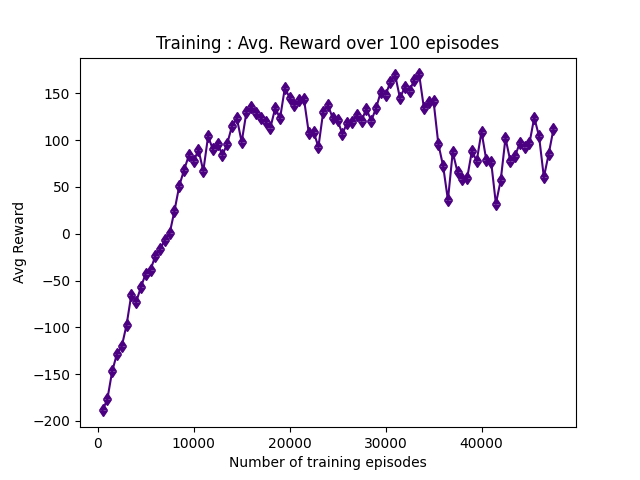 Training : Avg. Reward over 100 episodes
150
100
50
0
−50
−100
−150
−200
Avg Reward
0 10000 20000 30000 40000
Number of training episodes